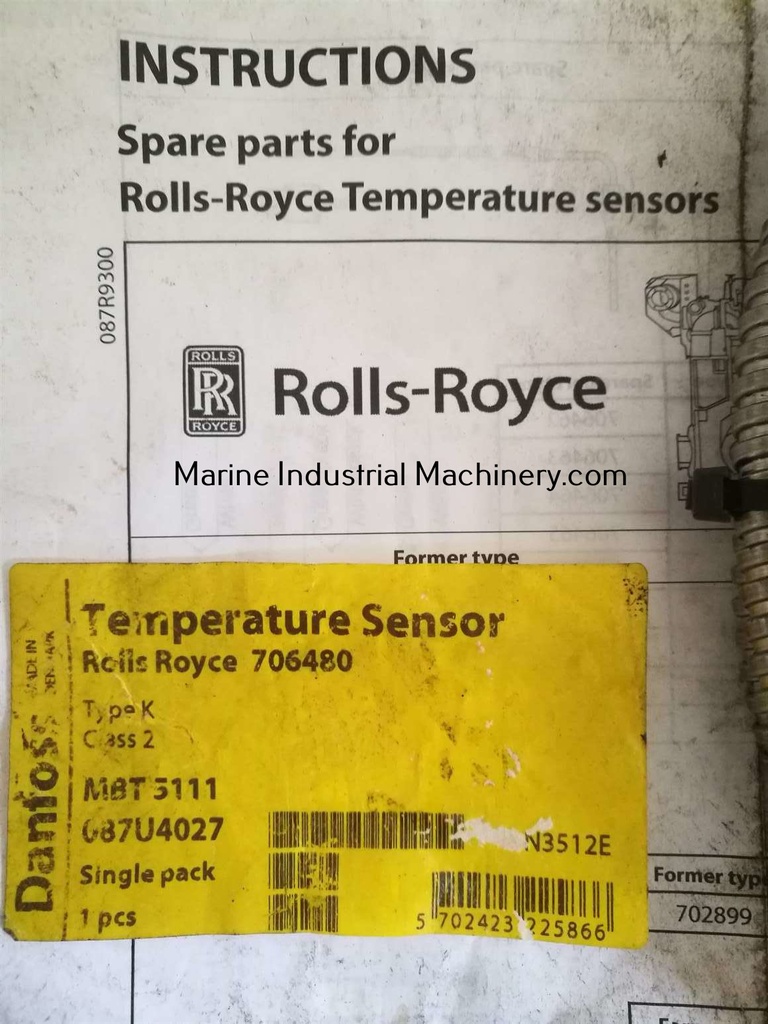 INSTRUCTIONS
Spare parts for
Rolls-Royce Temperature sensors
087R9300
ROLLS
RR
ROYCE
Rolls-Royce
Marine Industrial Machinery.com
Former type
Temperature Sensor
Rolls Royce 706480
Type K
Class 2
MBT 5111
087U4027
Single pack
1 pcs
MADE IN
DENMARK
Danfoss
N3512E
5 702423 225866
Former type
702899